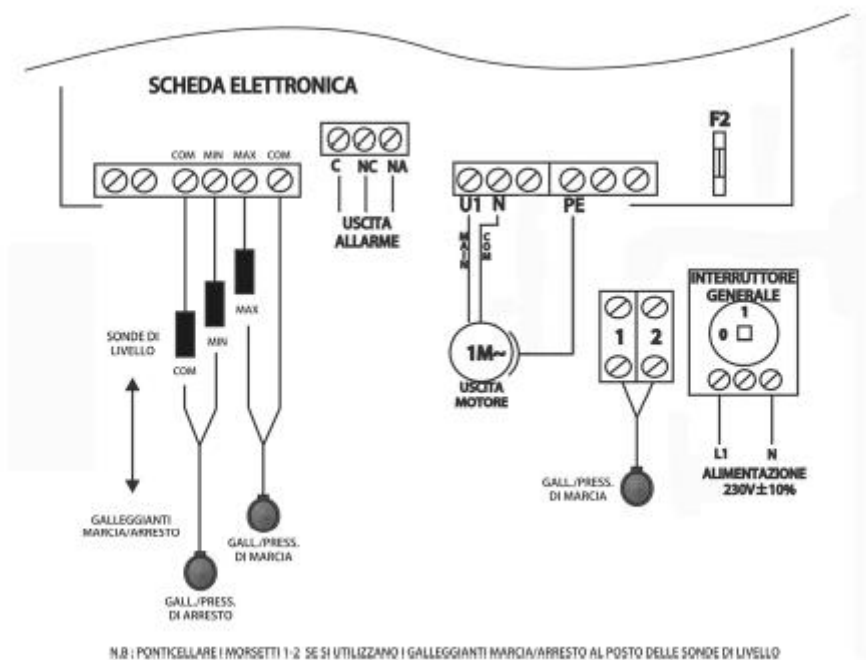 SCHEDA ELETTRONICA
COM MIN MAX COM
C NC NA
USCITA
ALLARME
U1 N PE
MAIN
COM
F2
INTERRUTTORE
GENERALE
1
0
1 2
SONDE DI
LIVELLO
COM
MIN
MAX
1M~
USCITA
MOTORE
L1 N
ALIMENTAZIONE
230V±10%
GALL./PRESS.
DI MARCIA
GALLEGGIANTI
MARCIA/ARRESTO
GALL./PRESS.
DI MARCIA
GALL./PRESS.
DI ARRESTO
N.B : PONTICELLARE I MORSETTI 1-2 SE SI UTILIZZANO I GALLEGGIANTI MARCIA/ARRESTO AL POSTO DELLE SONDE DI LIVELLO